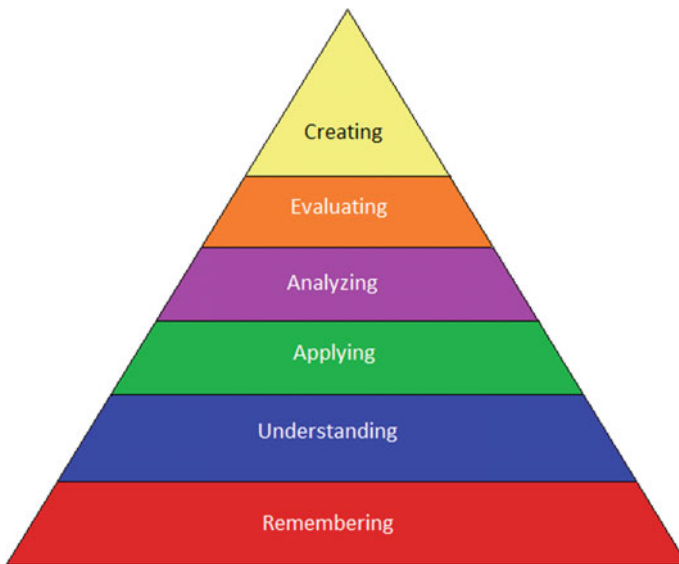 Creating
Evaluating
Analyzing
Applying
Understanding
Remembering